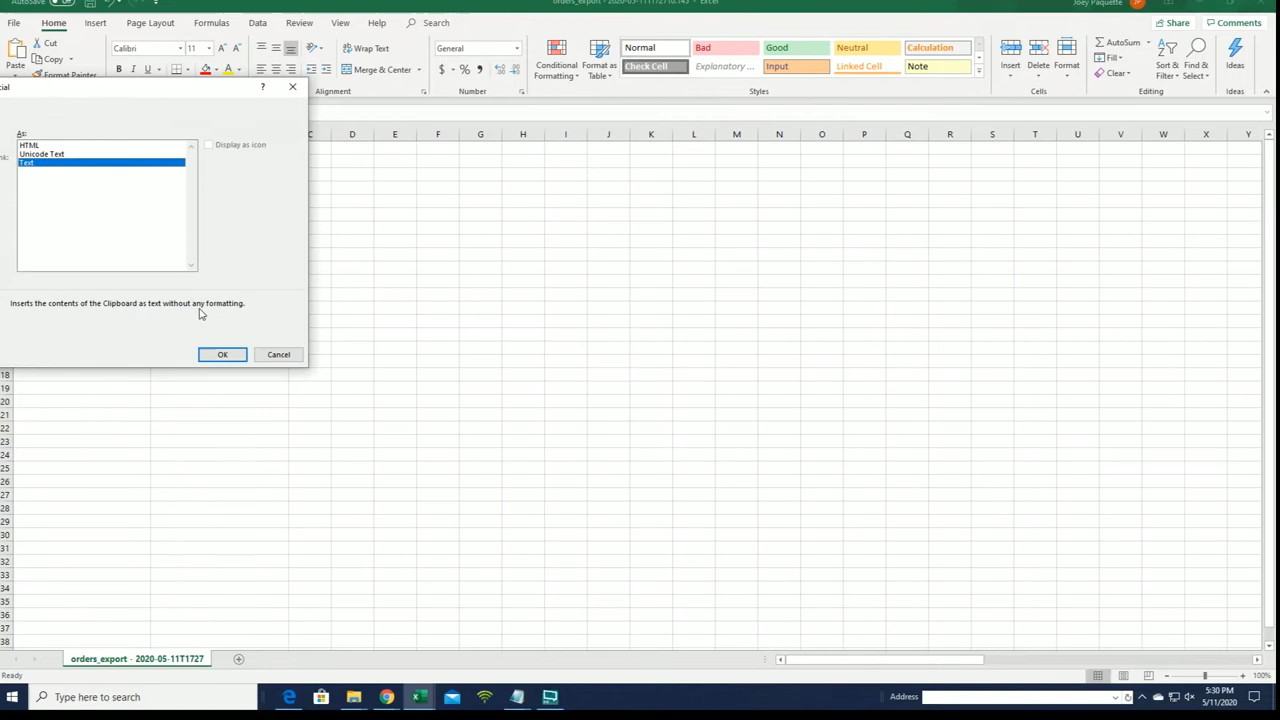 AutoSave
orders_export - 2020-05-11T172710.143 - Excel
Joey Paquette
JP
File Home Insert Page Layout Formulas Data Review View Help Search
Share Comments
Paste
Cut
Copy
Format Painter
Calibri 11
Wrap Text
Merge & Center
General
Conditional
Formatting
Format as
Table
Normal Bad Good Neutral Calculation
Check Cell Explanatory ... Input Linked Cell Note
Insert Delete Format
AutoSum
Fill
Clear
Sort &
Filter
Find &
Select
Ideas
Alignment Number Styles Cells Editing Ideas
cial
As:
HTML
Unicode Text
Text
nk:
Display as icon
Inserts the contents of the Clipboard as text without any formatting.
OK Cancel
C D E F G H I J K L M N O P Q R S T U V W X Y
18
19
20
21
22
23
24
25
26
27
28
29
30
31
32
33
34
35
36
37
38
orders_export - 2020-05-11T1727
Ready
100%
Type here to search
Address
5:30 PM
5/11/2020